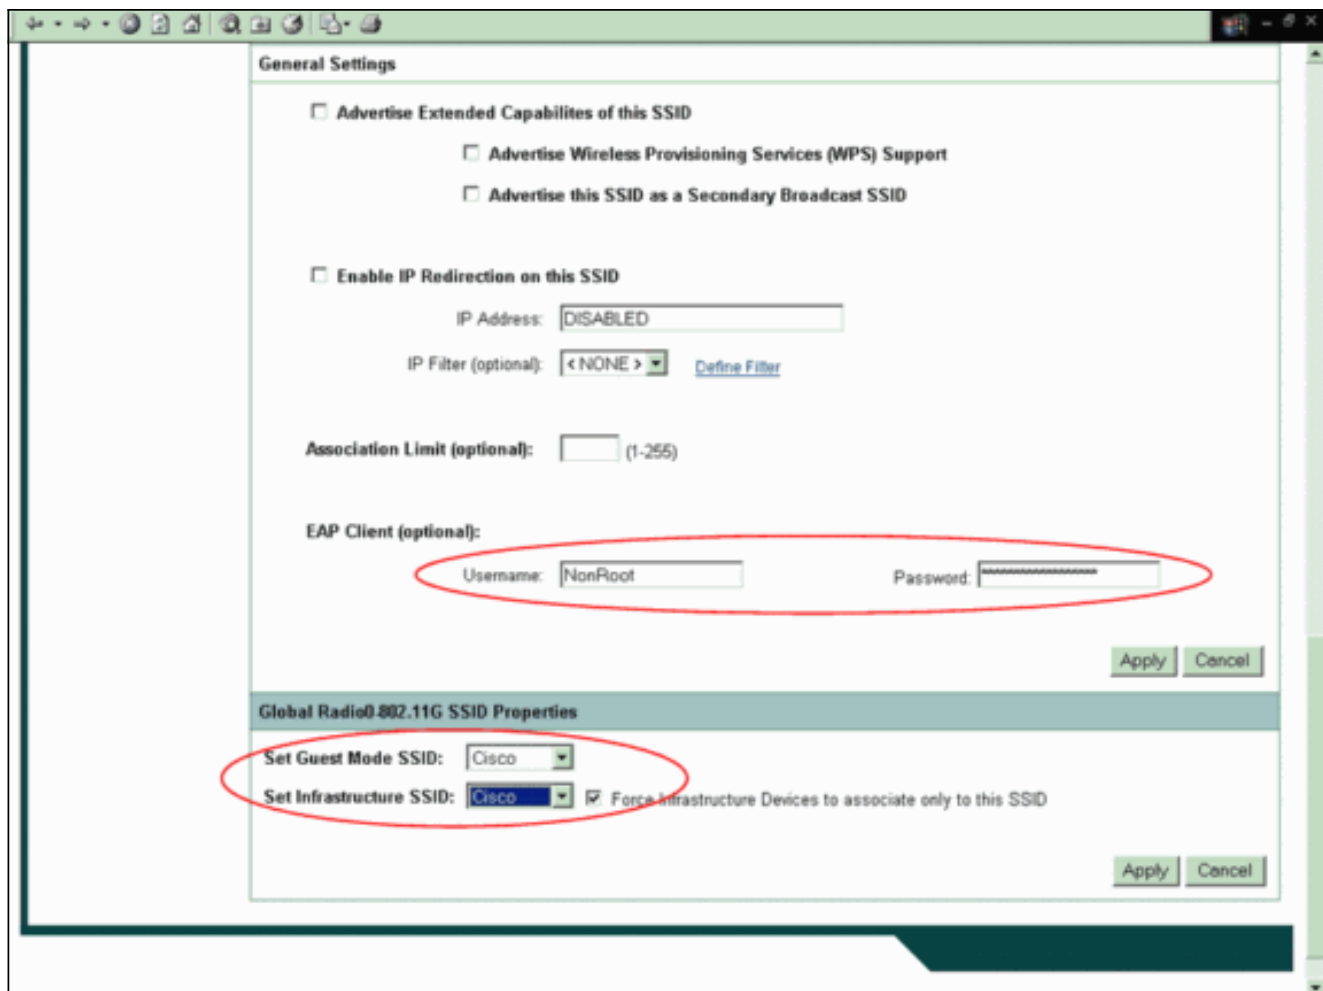 General Settings
Advertise Extended Capabilites of this SSID
Advertise Wireless Provisioning Services (WPS) Support
Advertise this SSID as a Secondary Broadcast SSID
Enable IP Redirection on this SSID
IP Address: DISABLED
IP Filter (optional): < NONE > Define Filter
Association Limit (optional): (1-255)
EAP Client (optional):
Username: NonRoot Password: ******************
Apply Cancel
Global Radio0-802.11G SSID Properties
Set Guest Mode SSID: Cisco
Set Infrastructure SSID: Cisco Force Infrastructure Devices to associate only to this SSID
Apply Cancel